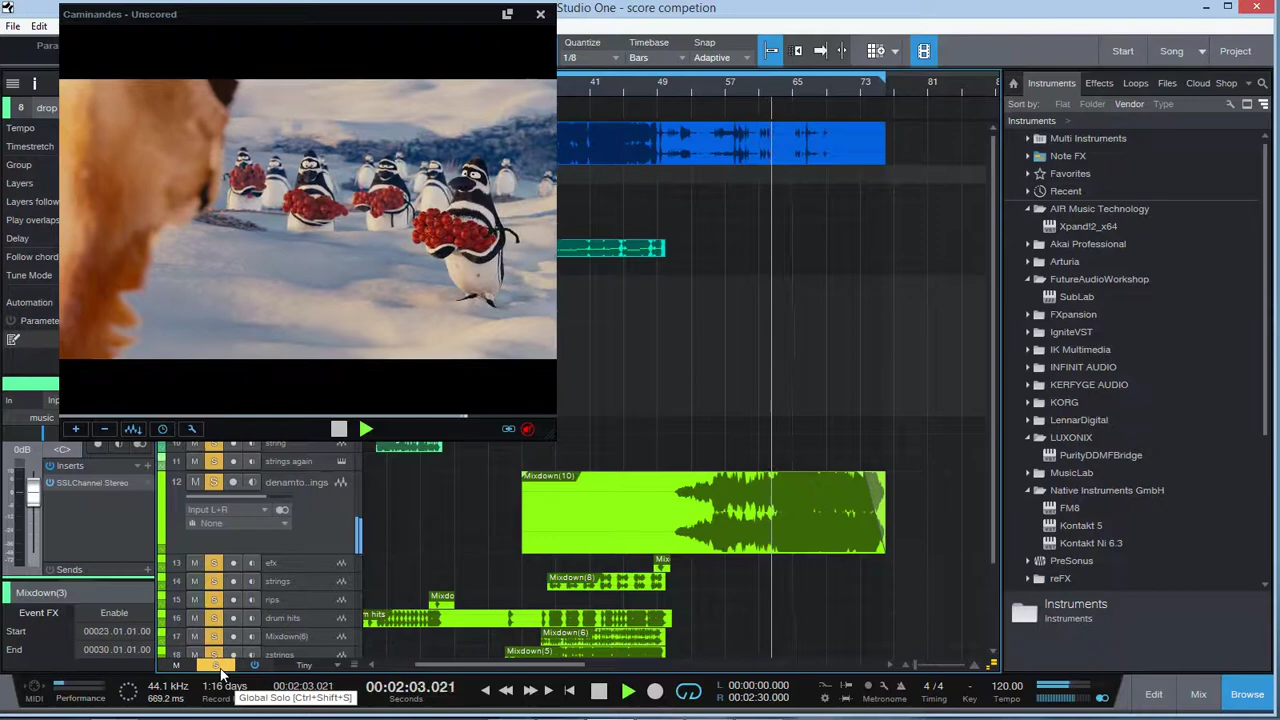 Caminandes - Unscored
Studio One - score competion
File Edit
Para
Quantize Timebase Snap
1/8 Bars Adaptive
Start Song Project
41 49 57 65 73 81 8
8 drop
Tempo
Timestretch
Group
Layers
Layers follow
Play overlaps
Delay
Follow chord
Tune Mode
Automation
Paramete
In Inp
music
0dB <C>
Inserts
SSLChannel Stereo
Sends
Mixdown(3)
Event FX Enable
Start 00023 .01.01.00
End 00030 .01.01.00
10 M S string
11 M S strings again
12 M S denamto...ings
Input L+R
None
13 M S efx
14 M S strings
15 M S rips
16 M S drum hits
17 M S Mixdown(6)
18 M S zstrings
Mixdown(10)
Mix
Mixdown(8)
Mixdo
m hits
Mixdown(6)
Mixdown(5)
M S Tiny
Global Solo [Ctrl+Shift+S]
Instruments Effects Loops Files Cloud Shop
Sort by: Flat Folder Vendor Type
Instruments >
Multi Instruments
Note FX
Favorites
Recent
AIR Music Technology
Xpand!2_x64
Akai Professional
Arturia
FutureAudioWorkshop
SubLab
FXpansion
IgniteVST
IK Multimedia
INFINIT AUDIO
KERFYGE AUDIO
KORG
LennarDigital
LUXONIX
PurityDDMFBridge
MusicLab
Native Instruments GmbH
FM8
Kontakt 5
Kontakt Ni 6.3
PreSonus
reFX
Instruments
Instruments
MIDI Performance
44.1 kHz
669.2 ms
1:16 days
Record
00:02:03.021
00:02:03.021
Seconds
L 00:00:00.000
R 00:02:30.000
Metronome
4 / 4
Key
120.00
Tempo
Edit Mix Browse